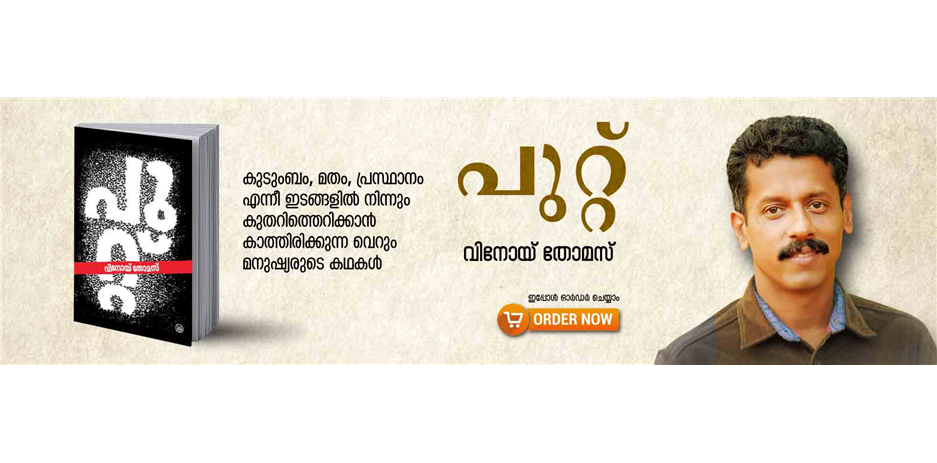 പുറ്റ്
വിനോയ് തോമസ്
കുടുംബം, മതം, പ്രസ്ഥാനം
എന്നീ ഇടങ്ങളിൽ നിന്നും
കുതറിത്തെറിക്കാൻ
കാത്തിരിക്കുന്ന വെറും
മനുഷ്യരുടെ കഥകൾ
പുറ്റ്
വിനോയ് തോമസ്
ഇപ്പോൾ ഓർഡർ ചെയ്യാം
ORDER NOW